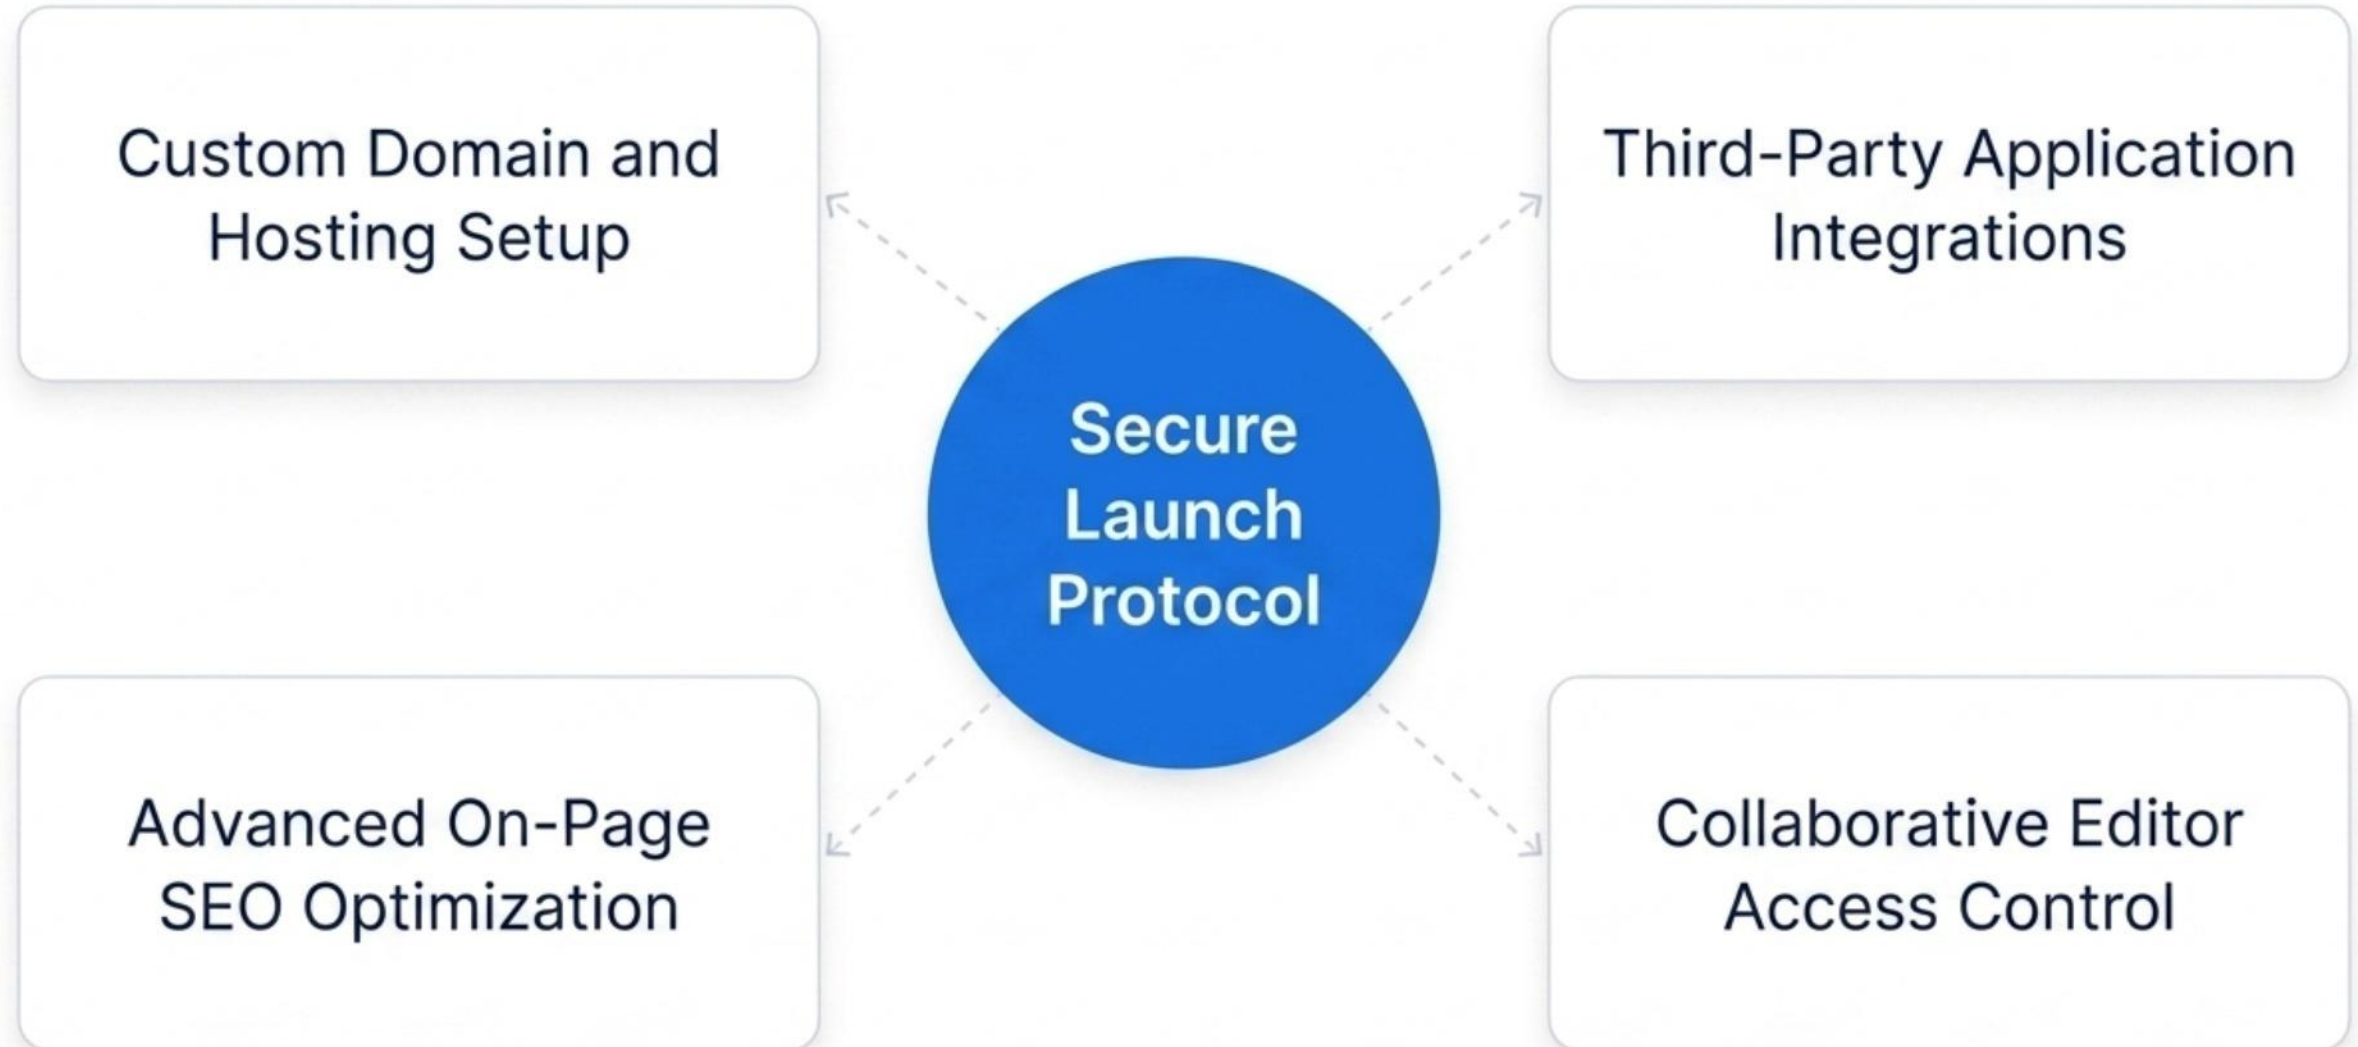 Custom Domain and
Hosting Setup
Third-Party Application
Integrations
Secure
Launch
Protocol
Advanced On-Page
SEO Optimization
Collaborative Editor
Access Control